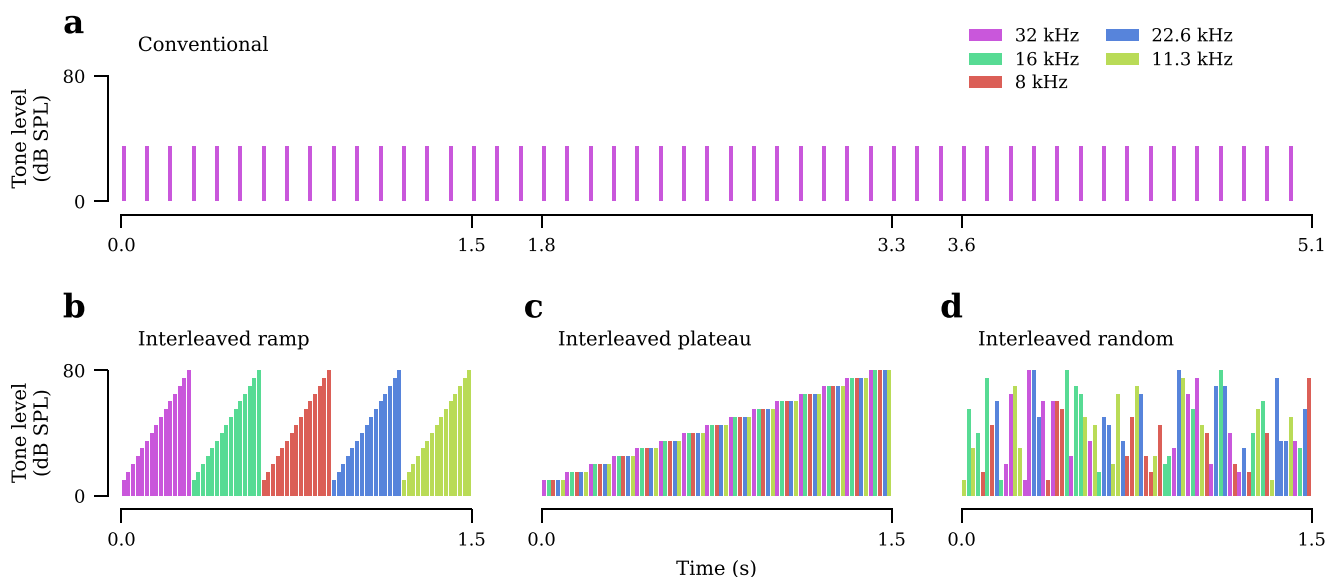 a
Conventional
32 kHz
22.6 kHz
16 kHz
11.3 kHz
8 kHz
Tone level
(dB SPL)
80
0
0.0
1.5
1.8
3.3
3.6
5.1
b
c
d
Interleaved ramp
Interleaved plateau
Interleaved random
Tone level
(dB SPL)
80
0
0.0
1.5
0.0
1.5
0.0
1.5
Time (s)